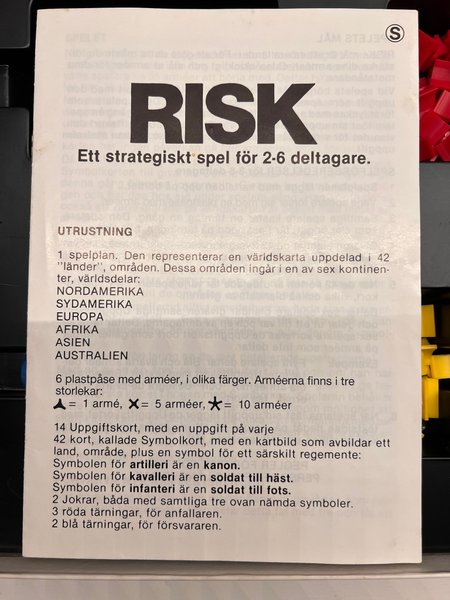 S
RISK
Ett strategiskt spel för 2-6 deltagare.
UTRUSTNING
1 spelplan. Den representerar en världskarta uppdelad i 42
"länder", områden. Dessa områden ingår i en av sex kontinen-
ter, världsdelar:
NORDAMERIKA
SYDAMERIKA
EUROPA
AFRIKA
ASIEN
AUSTRALIEN
6 plastpåse med arméer, i olika färger. Arméerna finns i tre
storlekar:
= 1 armé, = 5 arméer, = 10 arméer
14 Uppgiftskort, med en uppgift på varje
42 kort, kallade Symbolkort, med en kartbild som avbildar ett
land, område, plus en symbol för ett särskilt regemente:
Symbolen för artilleri är en kanon.
Symbolen för kavalleri är en soldat till häst.
Symbolen för infanteri är en soldat till fots.
2 Jokrar, båda med samtliga tre ovan nämda symboler.
3 röda tärningar, för anfallaren.
2 blå tärningar, för försvararen.